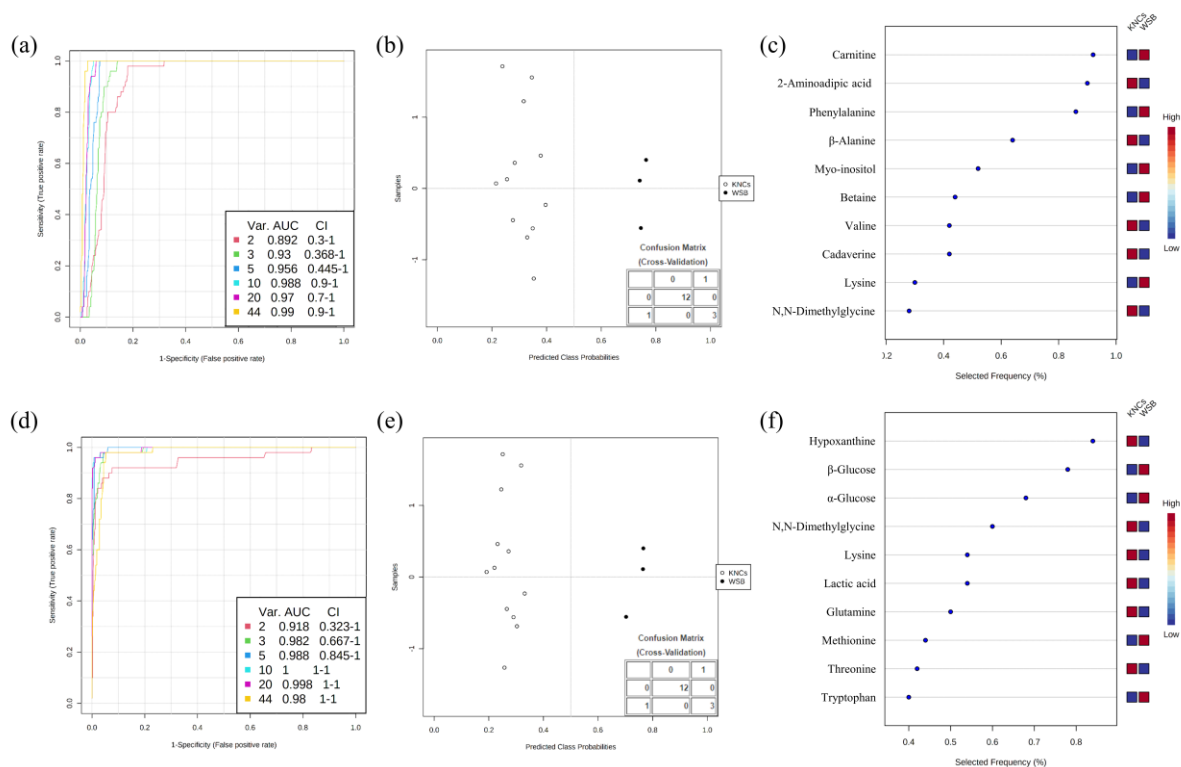 (a)
1.0
0.8
0.6
0.4
0.2
0.0
Sensitivity (True positive rate)
Var. AUC CI
2 0.892 0.3-1
3 0.93 0.368-1
5 0.956 0.445-1
10 0.988 0.9-1
20 0.97 0.7-1
44 0.99 0.9-1
0.0 0.2 0.4 0.6 0.8 1.0
1-Specificity (False positive rate)
(b)
1
0
-1
Samples
KNCs
WSB
Confusion Matrix
(Cross-Validation)
0 1
0 12 0
1 0 3
0.0 0.2 0.4 0.6 0.8 1.0
Predicted Class Probabilities
(c)
KNCs
WSB
Carnitine
2-Aminoadipic acid
Phenylalanine
β-Alanine
Myo-inositol
Betaine
Valine
Cadaverine
Lysine
N,N-Dimethylglycine
High
Low
0.2 0.4 0.6 0.8 1.0
Selected Frequency (%)
(d)
1.0
0.8
0.6
0.4
0.2
0.0
Sensitivity (True positive rate)
Var. AUC CI
2 0.918 0.323-1
3 0.982 0.667-1
5 0.988 0.845-1
10 1 1-1
20 0.998 1-1
44 0.98 1-1
0.0 0.2 0.4 0.6 0.8 1.0
1-Specificity (False positive rate)
(e)
1
0
-1
Samples
KNCs
WSB
Confusion Matrix
(Cross-Validation)
0 1
0 12 0
1 0 3
0.0 0.2 0.4 0.6 0.8 1.0
Predicted Class Probabilities
(f)
KNCs
WSB
Hypoxanthine
β-Glucose
α-Glucose
N,N-Dimethylglycine
Lysine
Lactic acid
Glutamine
Methionine
Threonine
Tryptophan
High
Low
0.4 0.5 0.6 0.7 0.8
Selected Frequency (%)